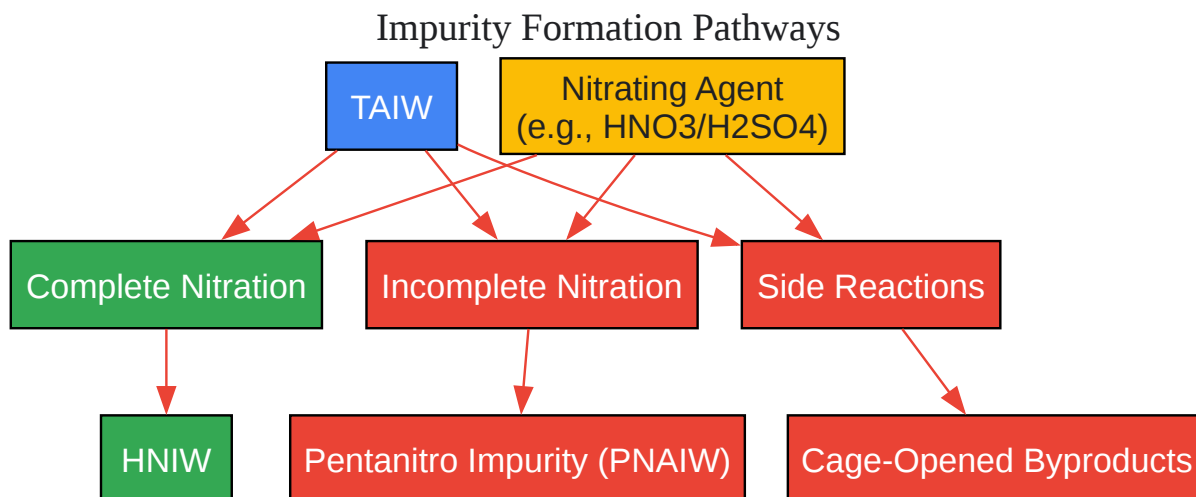 Impurity Formation Pathways
TAIW
Nitrating Agent
(e.g., HNO3/H2SO4)
Complete Nitration
Incomplete Nitration
Side Reactions
HNIW
Pentanitro Impurity (PNAIW)
Cage-Opened Byproducts